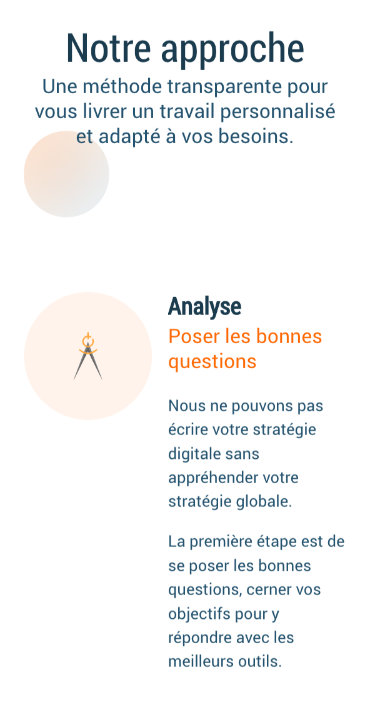 Notre approche
Une méthode transparente pour
vous livrer un travail personnalisé
et adapté à vos besoins.
Analyse
Poser les bonnes
questions
Nous ne pouvons pas
écrire votre stratégie
digitale sans
appréhender votre
stratégie globale.
La première étape est de
se poser les bonnes
questions, cerner vos
objectifs pour y
répondre avec les
meilleurs outils.